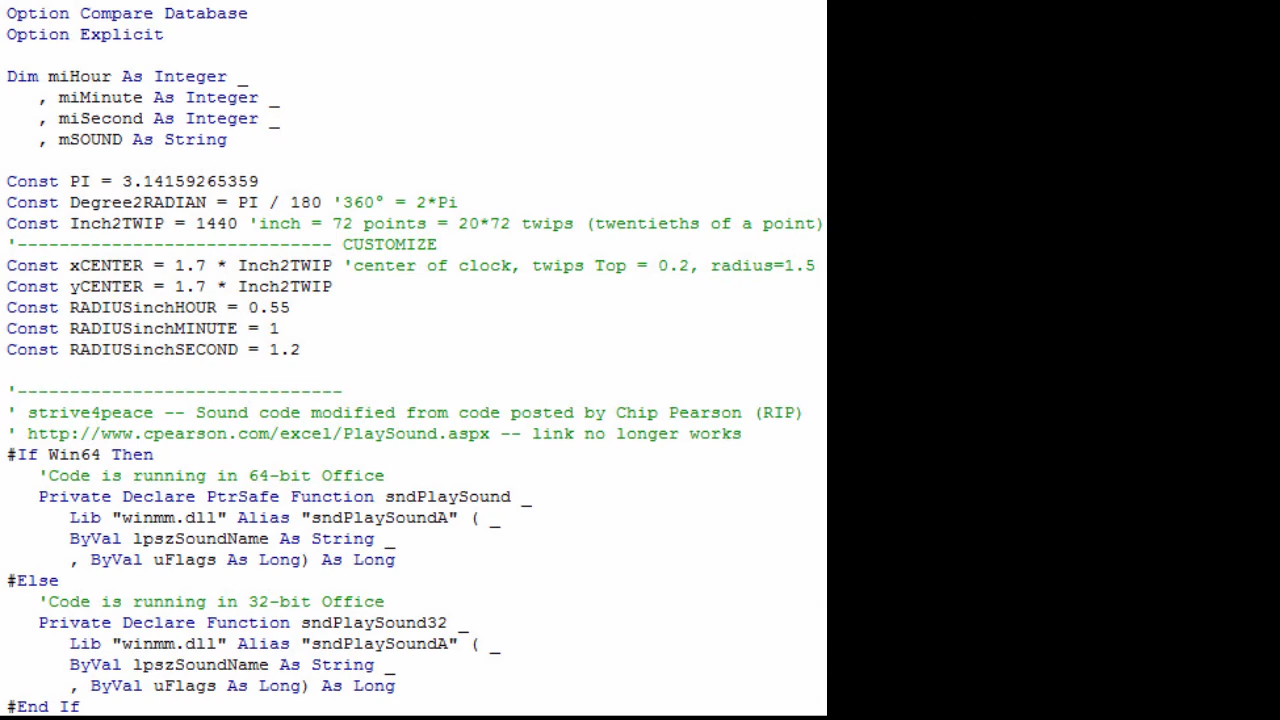 Option Compare Database
Option Explicit
Dim miHour As Integer _
, miMinute As Integer _
, miSecond As Integer _
, mSOUND As String
Const PI = 3.14159265359
Const Degree2RADIAN = PI / 180 '360° = 2*Pi
Const Inch2TWIP = 1440 'inch = 72 points = 20*72 twips (twentieths of a point)
'------------------------------ CUSTOMIZE
Const xCENTER = 1.7 * Inch2TWIP 'center of clock, twips Top = 0.2, radius=1.5
Const yCENTER = 1.7 * Inch2TWIP
Const RADIUSinchHOUR = 0.55
Const RADIUSinchMINUTE = 1
Const RADIUSinchSECOND = 1.2
'-------------------------------
' strive4peace -- Sound code modified from code posted by Chip Pearson (RIP)
' http://www.cpearson.com/excel/PlaySound.aspx -- link no longer works
#If Win64 Then
'Code is running in 64-bit Office
Private Declare PtrSafe Function sndPlaySound _
Lib "winmm.dll" Alias "sndPlaySoundA" ( _
ByVal lpszSoundName As String _
, ByVal uFlags As Long) As Long
#Else
'Code is running in 32-bit Office
Private Declare Function sndPlaySound32 _
Lib "winmm.dll" Alias "sndPlaySoundA" ( _
ByVal lpszSoundName As String _
, ByVal uFlags As Long) As Long
#End If